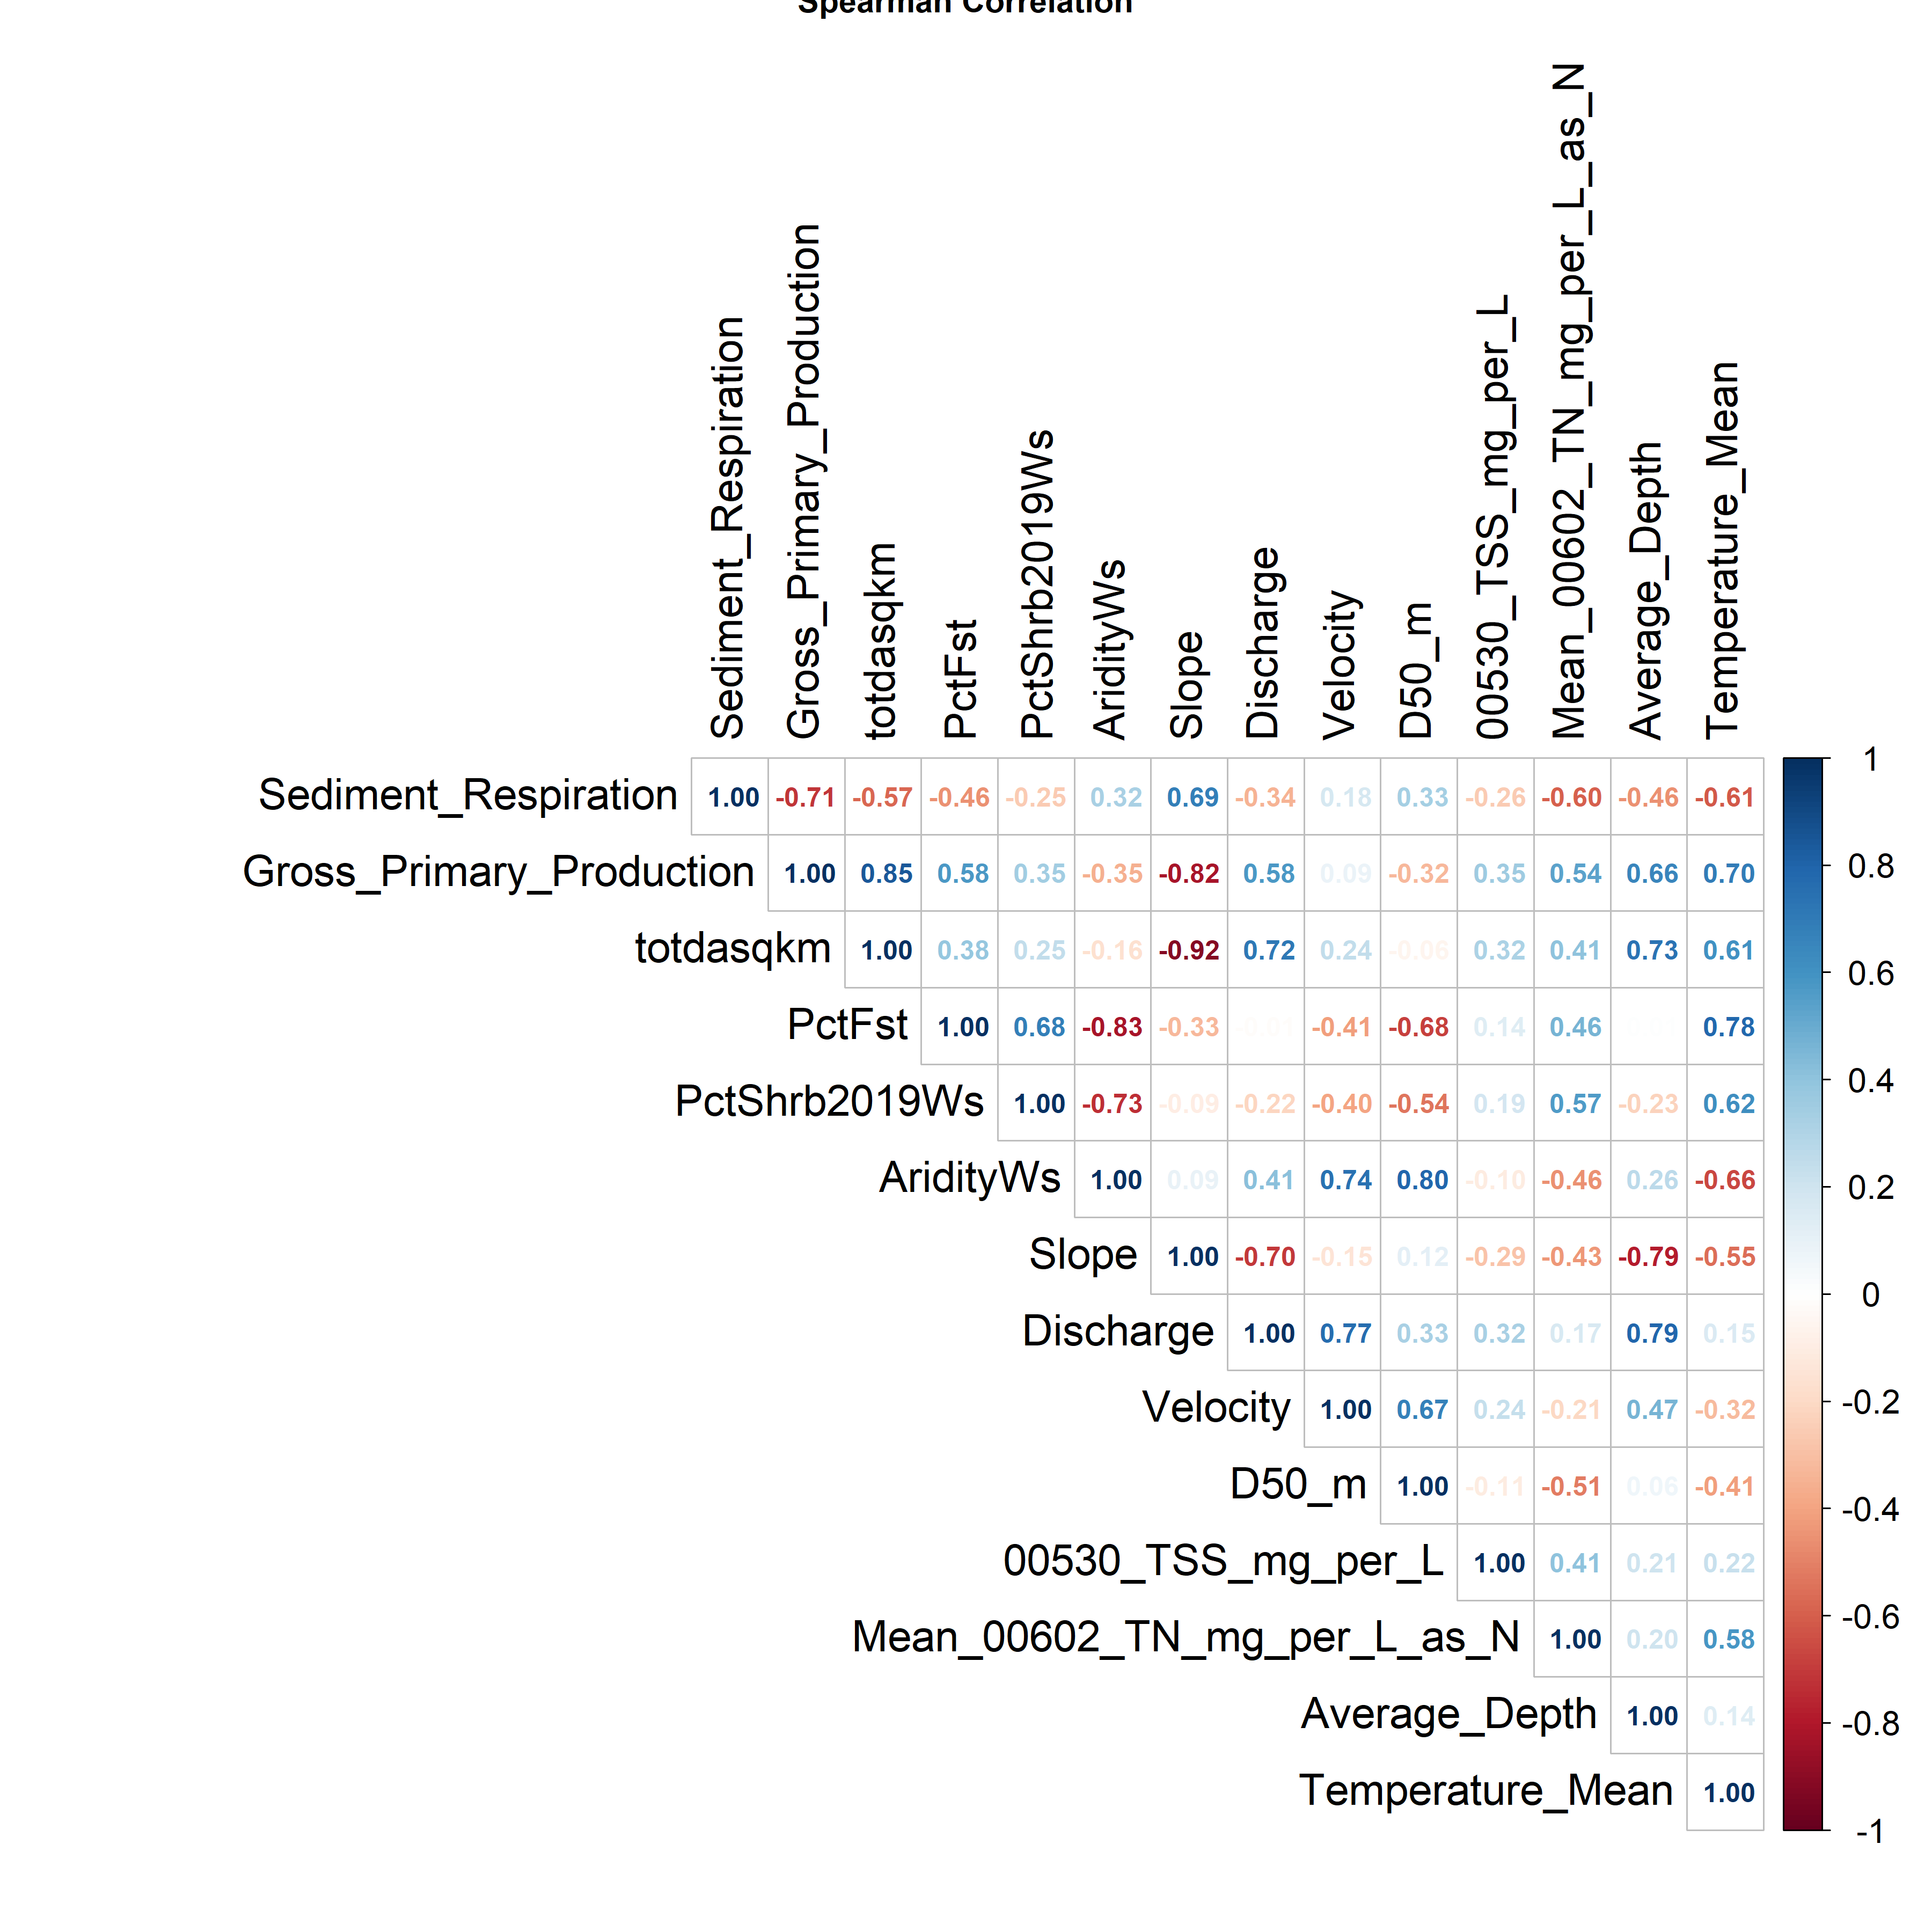 Spearman Correlation
Sediment_Respiration
Gross_Primary_Production
totdasqkm
PctFst
PctShrb2019Ws
AridityWs
Slope
Discharge
Velocity
D50_m
00530_TSS_mg_per_L
Mean_00602_TN_mg_per_L_as_N
Average_Depth
Temperature_Mean
Sediment_Respiration 1.00 -0.71 -0.57 -0.46 -0.25 0.32 0.69 -0.34 0.18 0.33 -0.26 -0.60 -0.46 -0.61
Gross_Primary_Production 1.00 0.85 0.58 0.35 -0.35 -0.82 0.58 0.09 -0.32 0.35 0.54 0.66 0.70
totdasqkm 1.00 0.38 0.25 -0.16 -0.92 0.72 0.24 -0.06 0.32 0.41 0.73 0.61
PctFst 1.00 0.68 -0.83 -0.33 -0.01 -0.41 -0.68 0.14 0.46 0.78
PctShrb2019Ws 1.00 -0.73 -0.09 -0.22 -0.40 -0.54 0.19 0.57 -0.23 0.62
AridityWs 1.00 0.09 0.41 0.74 0.80 -0.10 -0.46 0.26 -0.66
Slope 1.00 -0.70 -0.15 0.12 -0.29 -0.43 -0.79 -0.55
Discharge 1.00 0.77 0.33 0.32 0.17 0.79 0.15
Velocity 1.00 0.67 0.24 -0.21 0.47 -0.32
D50_m 1.00 -0.11 -0.51 0.06 -0.41
00530_TSS_mg_per_L 1.00 0.41 0.21 0.22
Mean_00602_TN_mg_per_L_as_N 1.00 0.20 0.58
Average_Depth 1.00 0.14
Temperature_Mean 1.00
1
0.8
0.6
0.4
0.2
0
-0.2
-0.4
-0.6
-0.8
-1